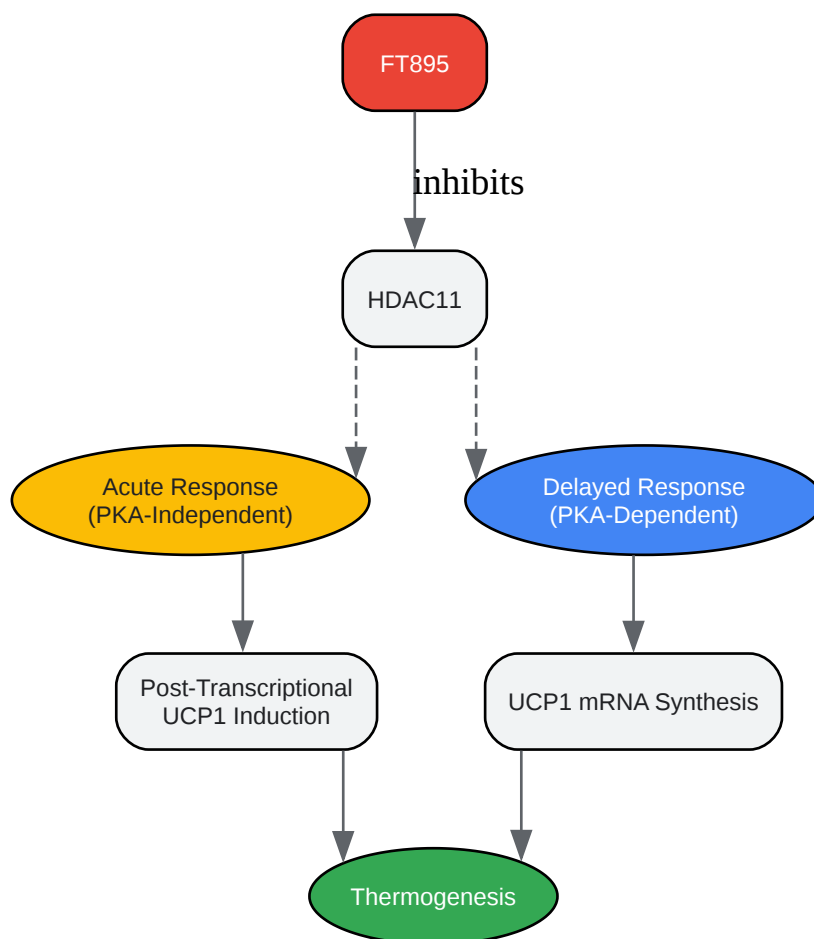 FT895
inhibits
HDAC11
Acute Response
(PKA-Independent)
Delayed Response
(PKA-Dependent)
Post-Transcriptional
UCP1 Induction
UCP1 mRNA Synthesis
Thermogenesis